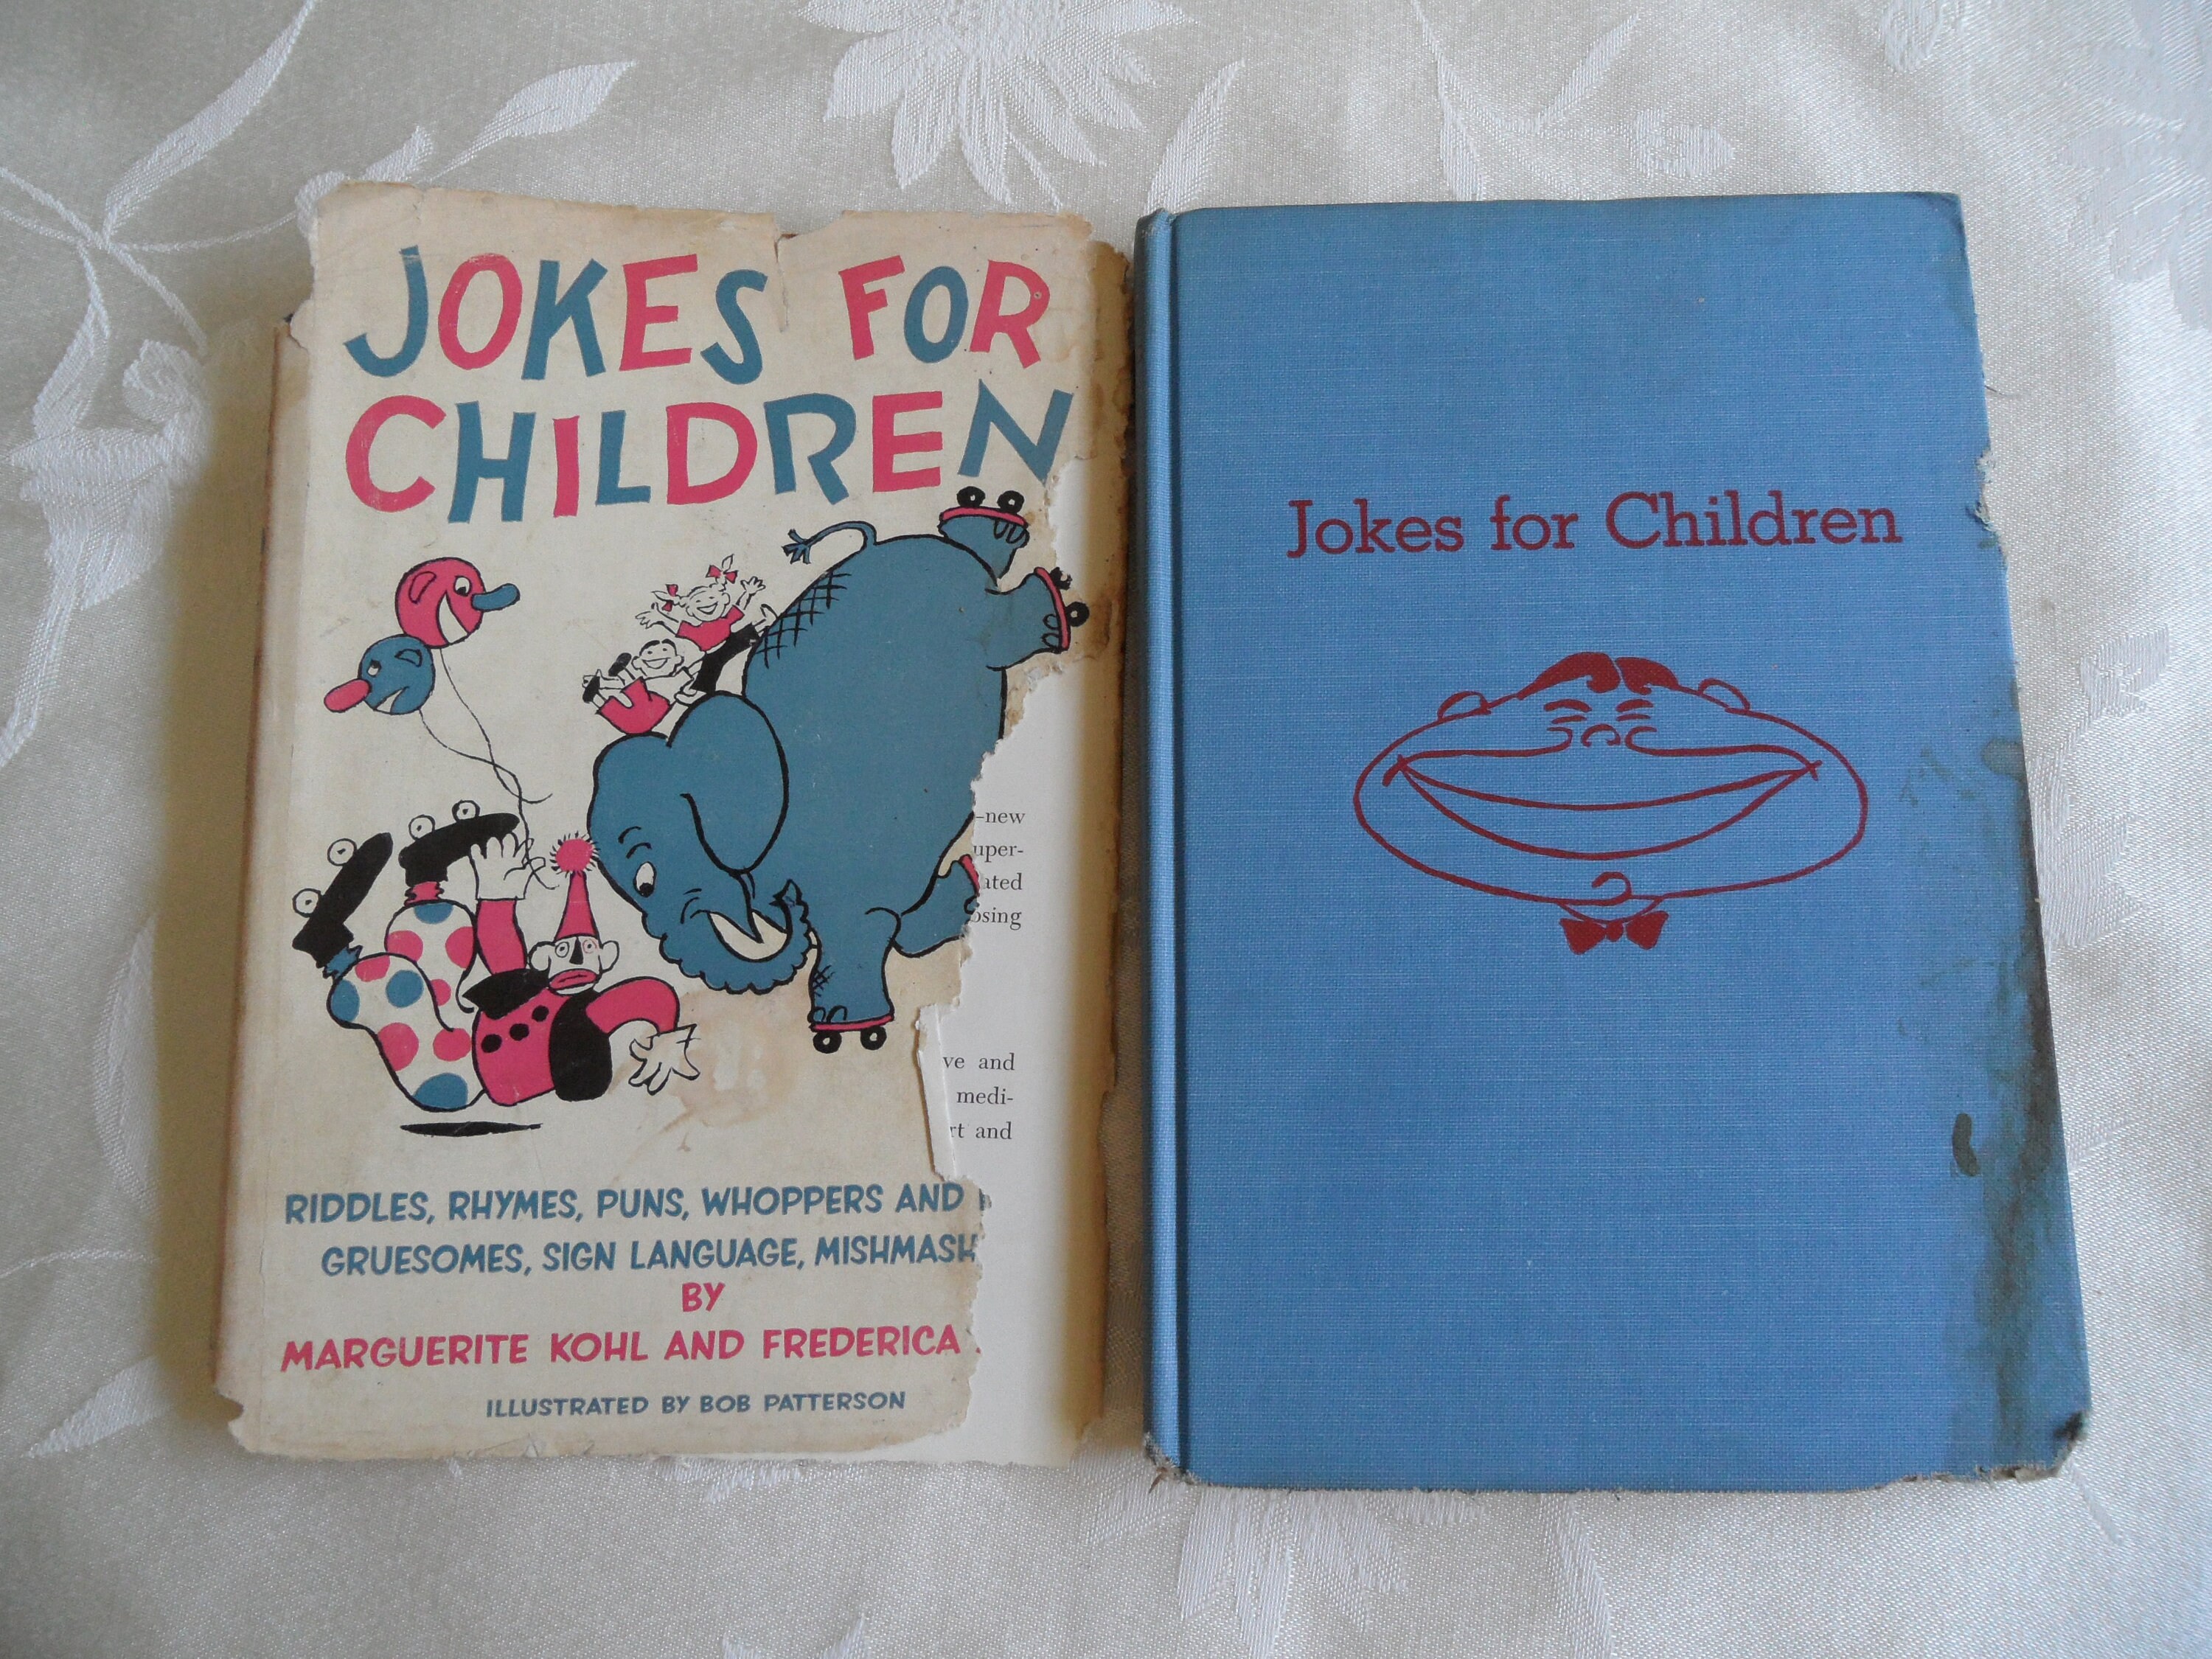 JOKES FOR
CHILDREN
-new
uper-
ated
osing
ve and
medi-
rt and
RIDDLES, RHYMES, PUNS, WHOPPERS AND
GRUESOMES, SIGN LANGUAGE, MISHMASH
BY
MARGUERITE KOHL AND FREDERICA
ILLUSTRATED BY BOB PATTERSON
Jokes for Children